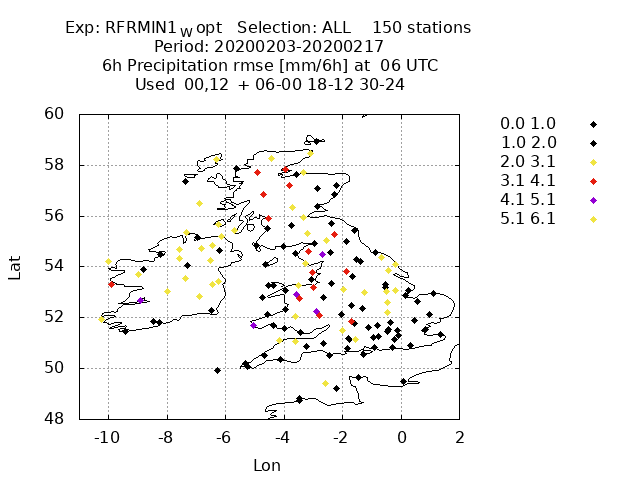 Exp: RFRMIN1Wopt Selection: ALL 150 stations
Period: 20200203-20200217
6h Precipitation rmse [mm/6h] at 06 UTC
Used 00,12 + 06-00 18-12 30-24
60
58
56
54
52
50
48
Lat
-10 -8 -6 -4 -2 0 2
Lon
0.0 1.0
1.0 2.0
2.0 3.1
3.1 4.1
4.1 5.1
5.1 6.1